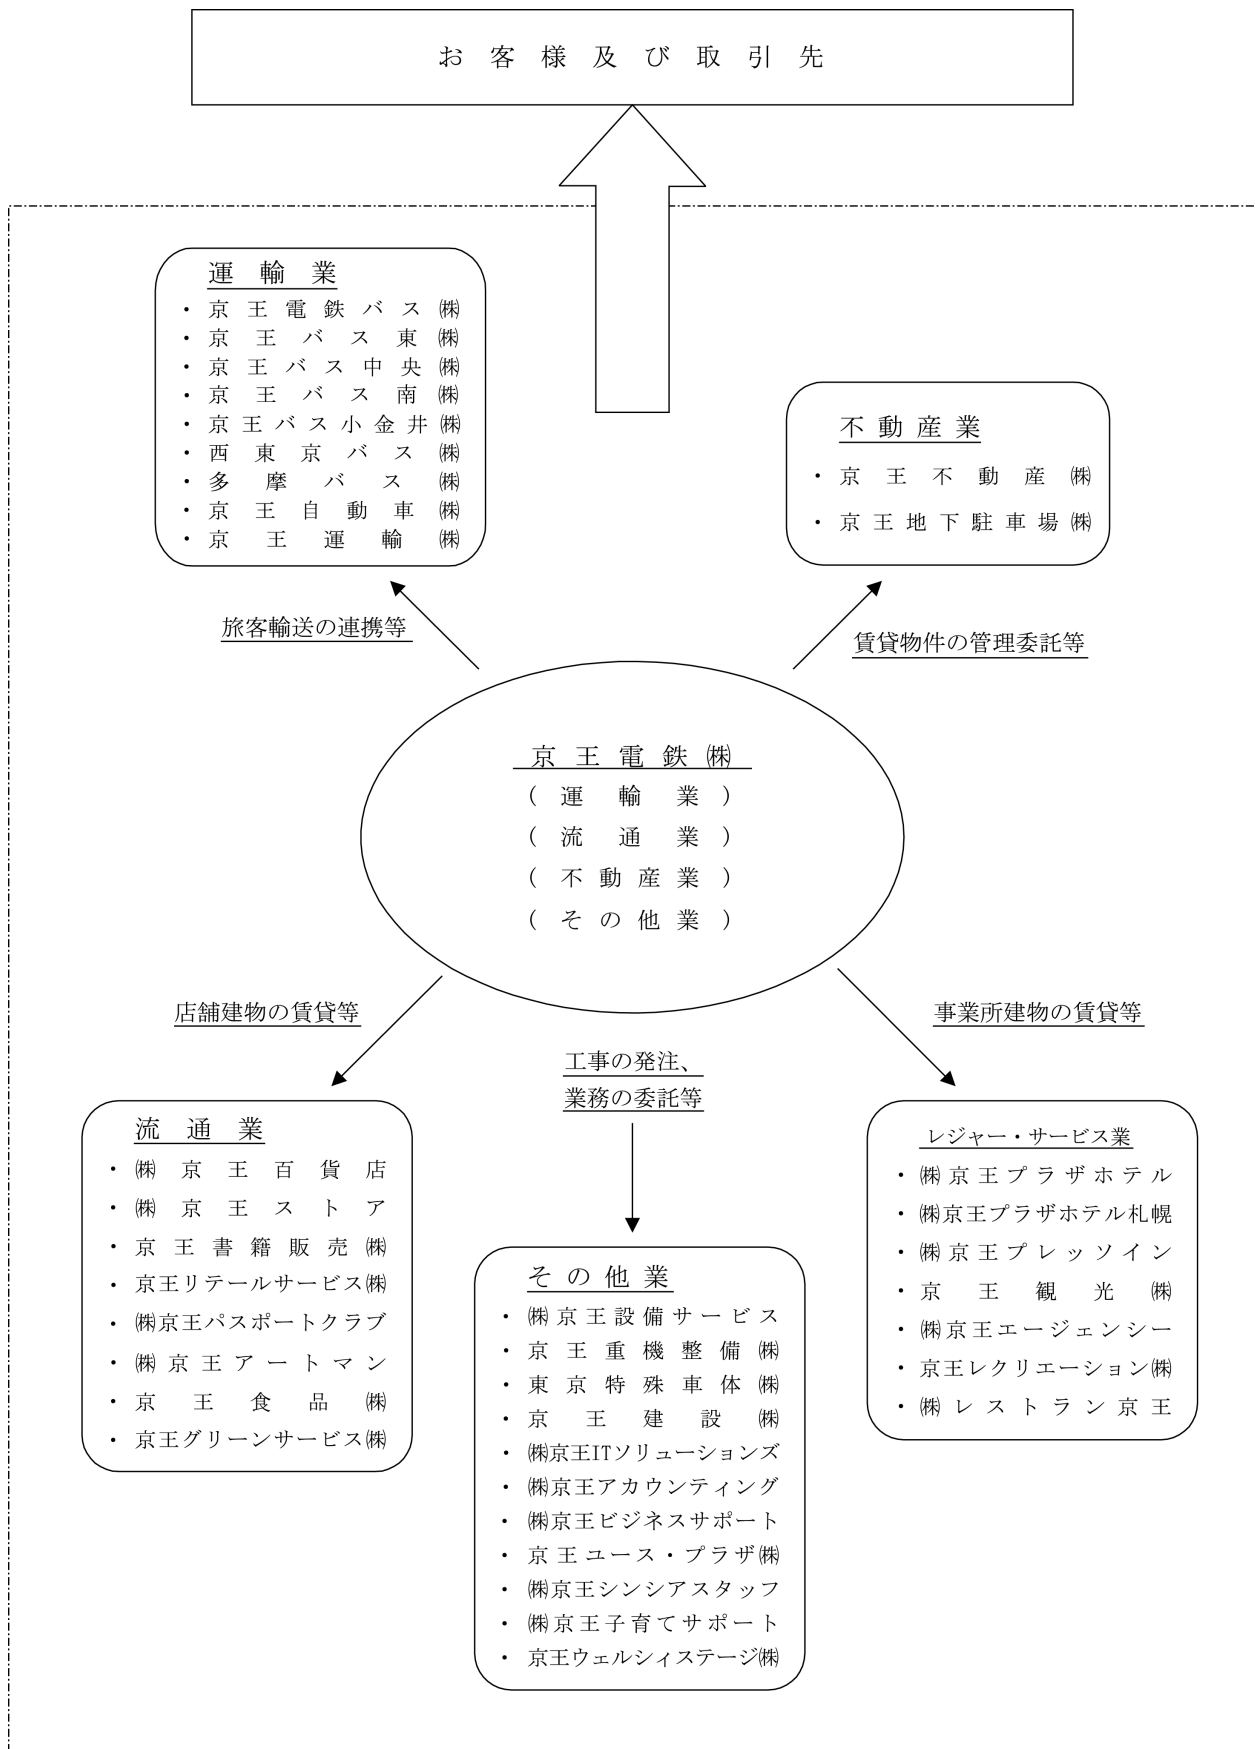 お客様及び取引先
運輸業
・京王電鉄バス㈱
・京王バス東㈱
・京王バス中央㈱
・京王バス南㈱
・京王バス小金井㈱
・西東京バス㈱
・多摩バス㈱
・京王自動車㈱
・京王運輸㈱
不動産業
・京王不動産㈱
・京王地下駐車場㈱
旅客輸送の連携等
賃貸物件の管理委託等
京王電鉄㈱
（運輸業）
（流通業）
（不動産業）
（その他業）
店舗建物の賃貸等
事業所建物の賃貸等
工事の発注、
業務の委託等
流通業
・㈱京王百貨店
・㈱京王ストア
・京王書籍販売㈱
・京王リテールサービス㈱
・㈱京王パスポートクラブ
・㈱京王アートマン
・京王食品㈱
・京王グリーンサービス㈱
レジャー・サービス業
・㈱京王プラザホテル
・㈱京王プラザホテル札幌
・㈱京王プレッソイン
・京王観光㈱
・㈱京王エージェンシー
・京王レクリエーション㈱
・㈱レストラン京王
その他業
・㈱京王設備サービス
・京王重機整備㈱
・東京特殊車体㈱
・京王建設㈱
・㈱京王ITソリューションズ
・㈱京王アカウンティング
・㈱京王ビジネスサポート
・京王ユース・プラザ㈱
・㈱京王シンシアスタッフ
・㈱京王子育てサポート
・京王ウェルシィステージ㈱